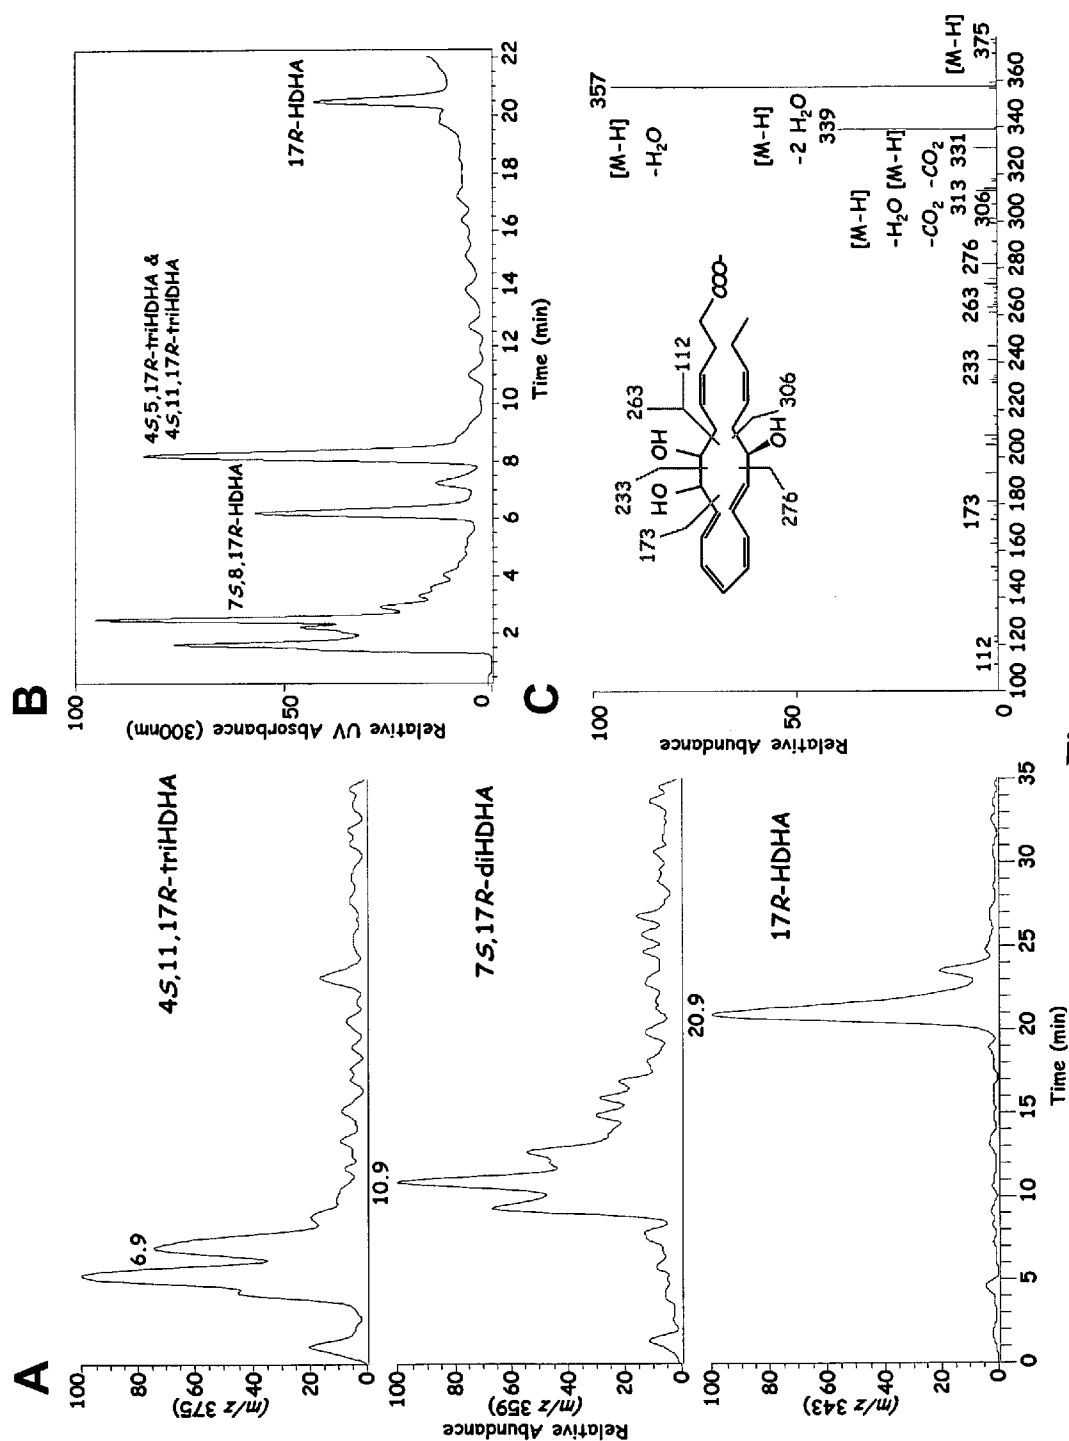 A
4S,11,17R-triHDHA
100
80
60
40
20
0
(m/z 375)
6.9
7S,17R-diHDHA
100
80
60
40
20
0
(m/z 359)
Relative Abundance
10.9
17R-HDHA
100
80
60
40
20
0
(m/z 343)
20.9
0 5 10 15 20 25 30 35
Time (min)
B
100
50
0
Relative UV Absorbance (300nm)
7S,8,17R-HDHA
4S,5,17R-triHDHA &
4S,11,17R-triHDHA
17R-HDHA
2 4 6 8 10 12 14 16 18 20 22
Time (min)
C
100
50
0
Relative Abundance
357
[M-H]
-H2O
[M-H]
-2 H2O
339
[M-H]
-H2O [M-H]
-CO2 -CO2
313 331
306
[M-H]
375
112
173
233
263
276
173
233
263
112
HO
OH
COO-
OH
306
276
100 120 140 160 180 200 220 240 260 280 300 320 340 360